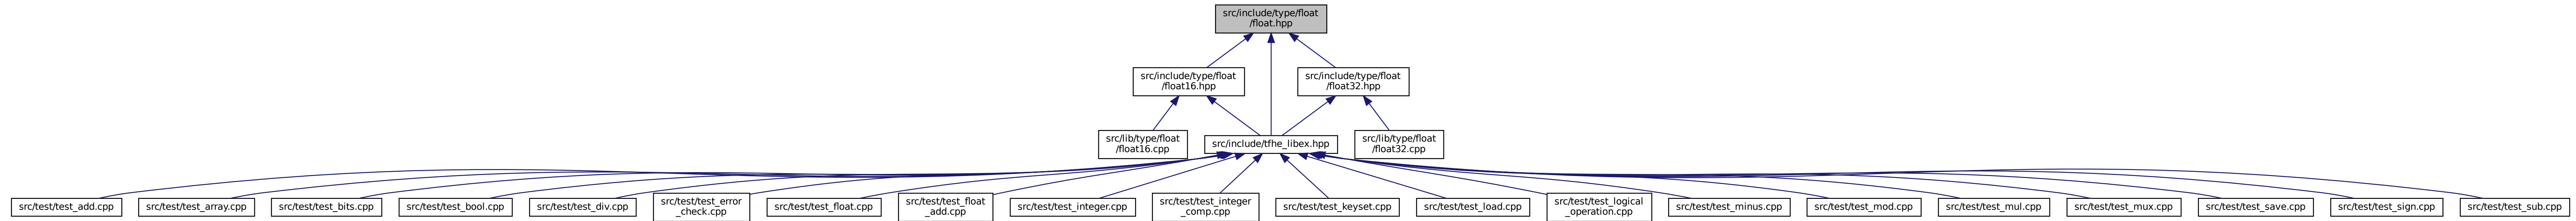 src/include/type/float
/float.hpp
src/include/type/float
/float16.hpp
src/include/type/float
/float32.hpp
src/lib/type/float
/float16.cpp
src/include/tfhe_libex.hpp
src/lib/type/float
/float32.cpp
src/test/test_add.cpp
src/test/test_array.cpp
src/test/test_bits.cpp
src/test/test_bool.cpp
src/test/test_div.cpp
src/test/test_error
_check.cpp
src/test/test_float.cpp
src/test/test_float
_add.cpp
src/test/test_integer.cpp
src/test/test_integer
_comp.cpp
src/test/test_keyset.cpp
src/test/test_load.cpp
src/test/test_logical
_operation.cpp
src/test/test_minus.cpp
src/test/test_mod.cpp
src/test/test_mul.cpp
src/test/test_mux.cpp
src/test/test_save.cpp
src/test/test_sign.cpp
src/test/test_sub.cpp